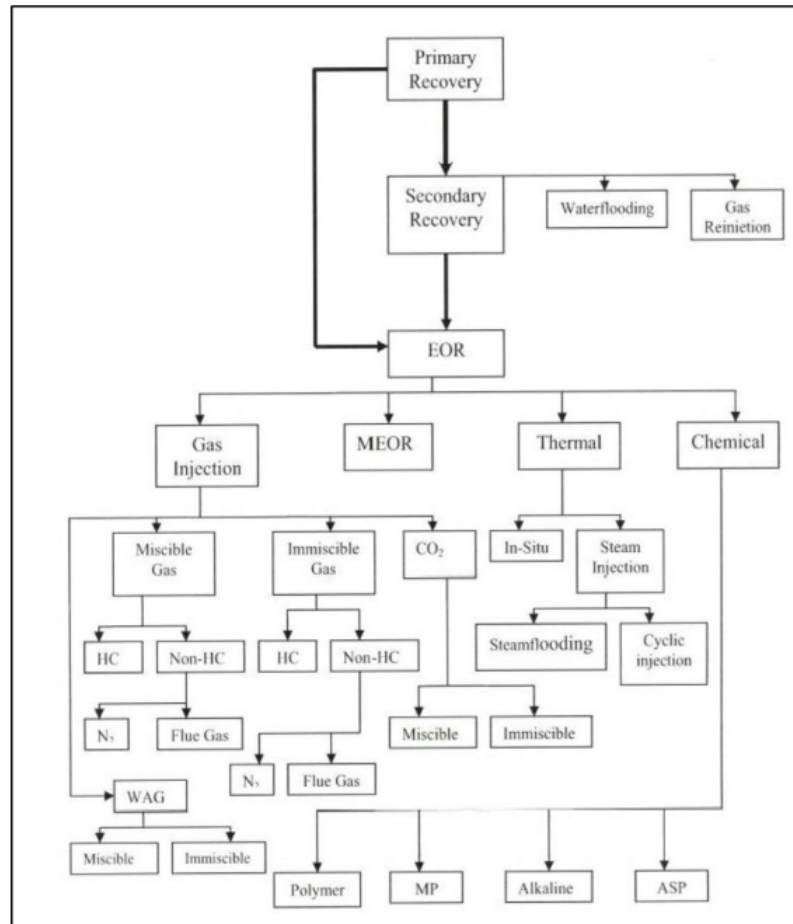 Primary
Recovery
Secondary
Recovery
Waterflooding
Gas
Reinietion
EOR
Gas
Injection
MEOR
Thermal
Chemical
Miscible
Gas
Immiscible
Gas
CO₂
In-Situ
Steam
Injection
HC
Non-HC
HC
Non-HC
Steamflooding
Cyclic
injection
N₂
Flue Gas
Miscible
Immiscible
N₂
Flue Gas
WAG
Miscible
Immiscible
Polymer
MP
Alkaline
ASP